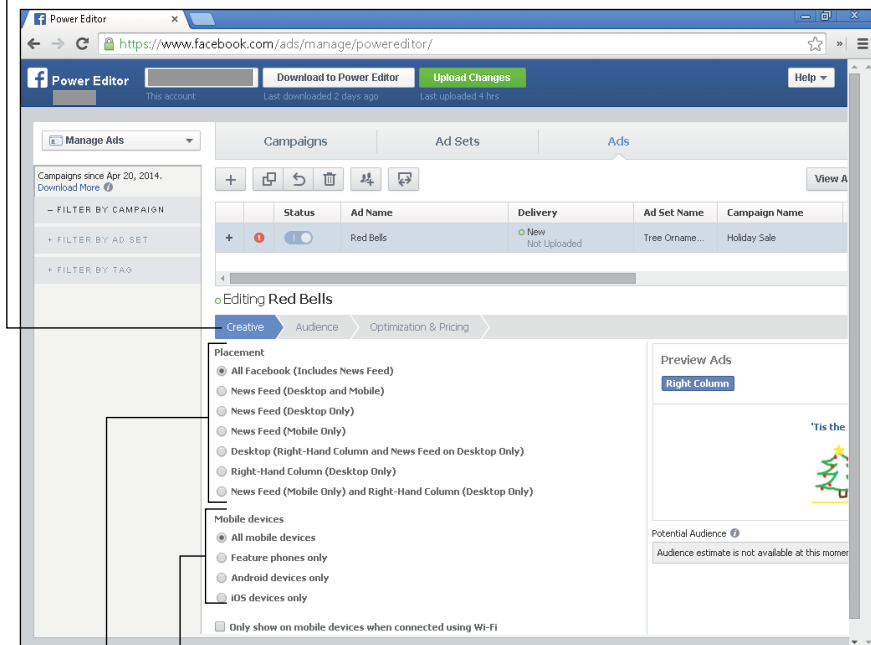 Power Editor
https://www.facebook.com/ads/manage/powereditor/
Power Editor
Download to Power Editor
Upload Changes
Help
This account
Last downloaded 2 days ago
Last uploaded 4 hrs
Manage Ads
Campaigns
Ad Sets
Ads
Campaigns since Apr 20, 2014.
Download More
View A
– FILTER BY CAMPAIGN
+ FILTER BY AD SET
+ FILTER BY TAG
Status
Ad Name
Delivery
Ad Set Name
Campaign Name
Red Bells
New
Not Uploaded
Tree Orname...
Holiday Sale
Editing Red Bells
Creative
Audience
Optimization & Pricing
Placement
All Facebook (Includes News Feed)
News Feed (Desktop and Mobile)
News Feed (Desktop Only)
News Feed (Mobile Only)
Desktop (Right-Hand Column and News Feed on Desktop Only)
Right-Hand Column (Desktop Only)
News Feed (Mobile Only) and Right-Hand Column (Desktop Only)
Mobile devices
All mobile devices
Feature phones only
Android devices only
iOS devices only
Only show on mobile devices when connected using Wi-Fi
Preview Ads
Right Column
'Tis the
Potential Audience
Audience estimate is not available at this momen